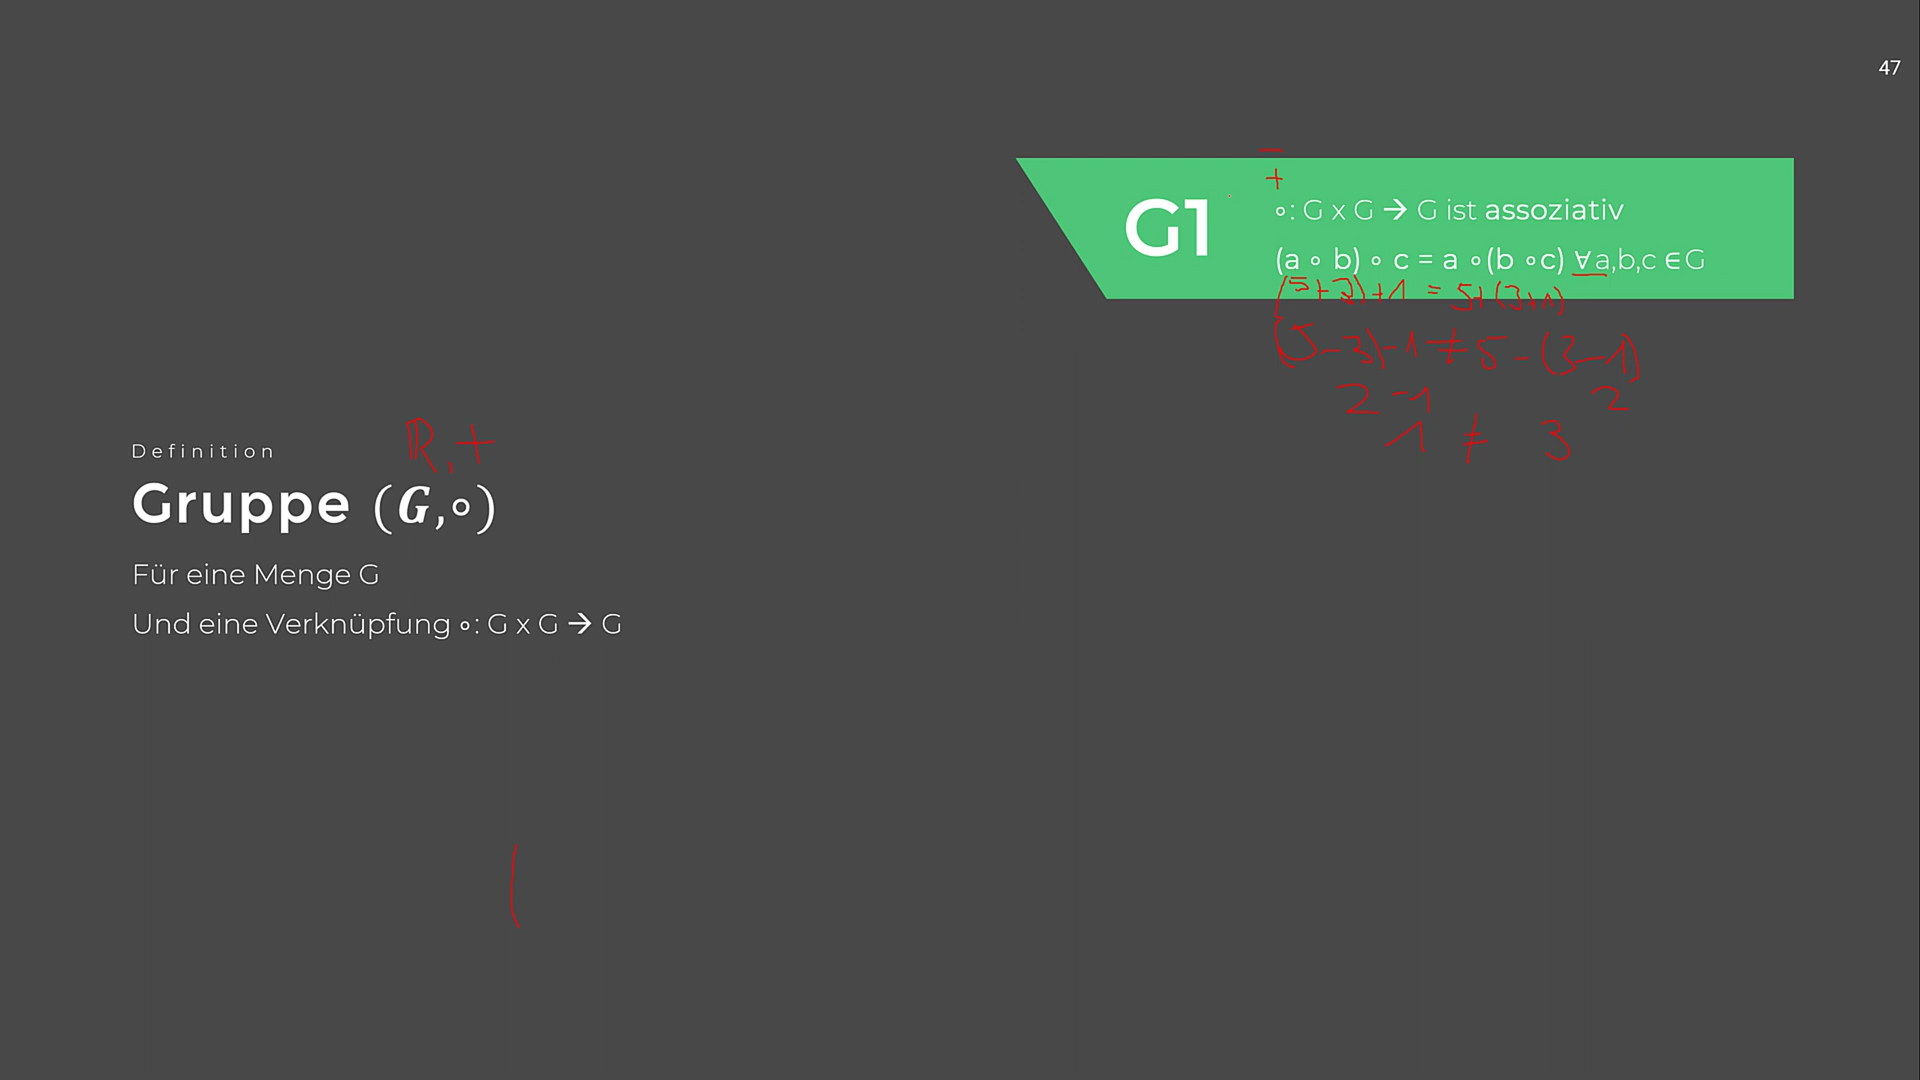 47
−
+
G1
∘: G x G → G ist assoziativ
(a ∘ b) ∘ c = a ∘(b ∘c) ∀a,b,c ∈G
(5+3)+1 = 5+(3+1)
(5-3)-1 ≠ 5-(3-1)
2 -1 2
1 ≠ 3
ℝ,+
Definition
Gruppe (G,∘)
Für eine Menge G
Und eine Verknüpfung ∘: G x G → G
(